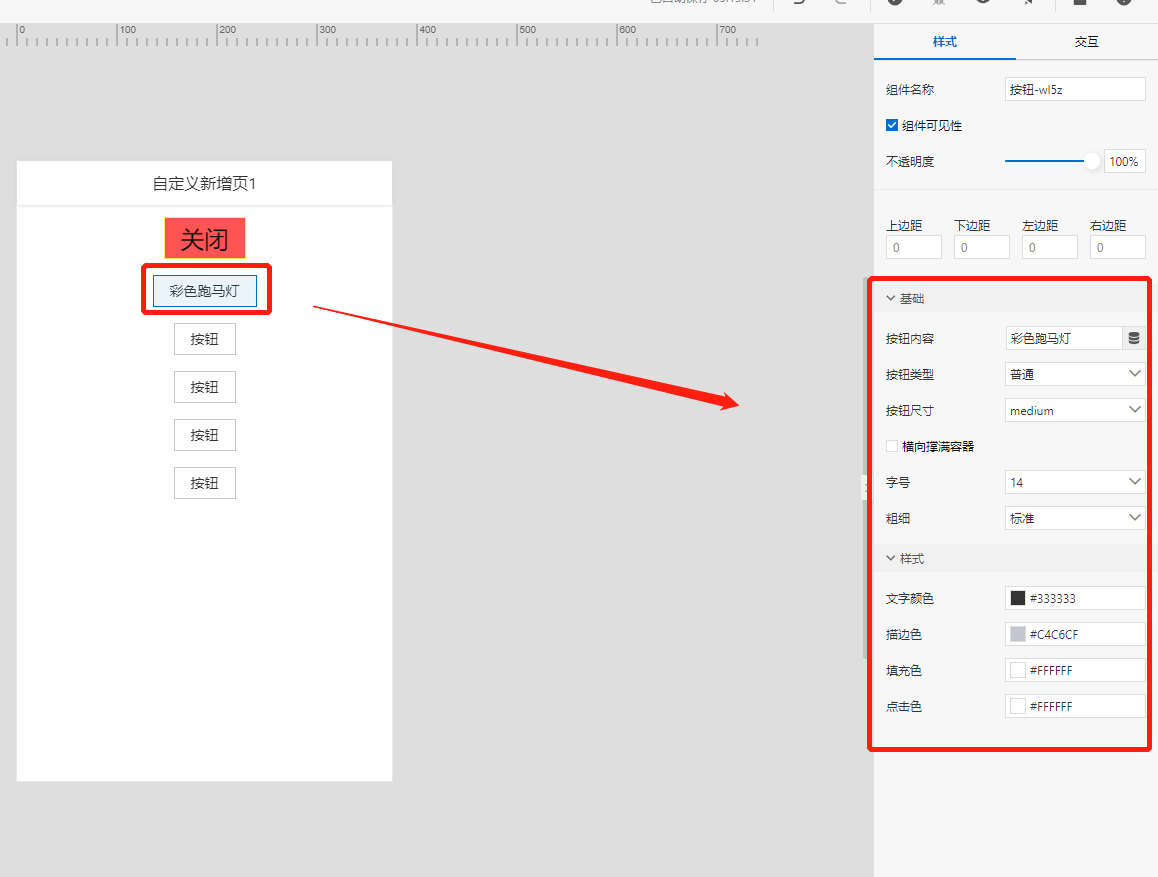 0 100 200 300 400 500 600 700
样式 交互
组件名称 按钮-wl5z
组件可见性
不透明度 100%
上边距 下边距 左边距 右边距
0 0 0 0
自定义新增页1
关闭
彩色跑马灯
按钮
按钮
按钮
按钮
基础
按钮内容 彩色跑马灯
按钮类型 普通
按钮尺寸 medium
横向撑满容器
字号 14
粗细 标准
样式
文字颜色 #333333
描边色 #C4C6CF
填充色 #FFFFFF
点击色 #FFFFFF